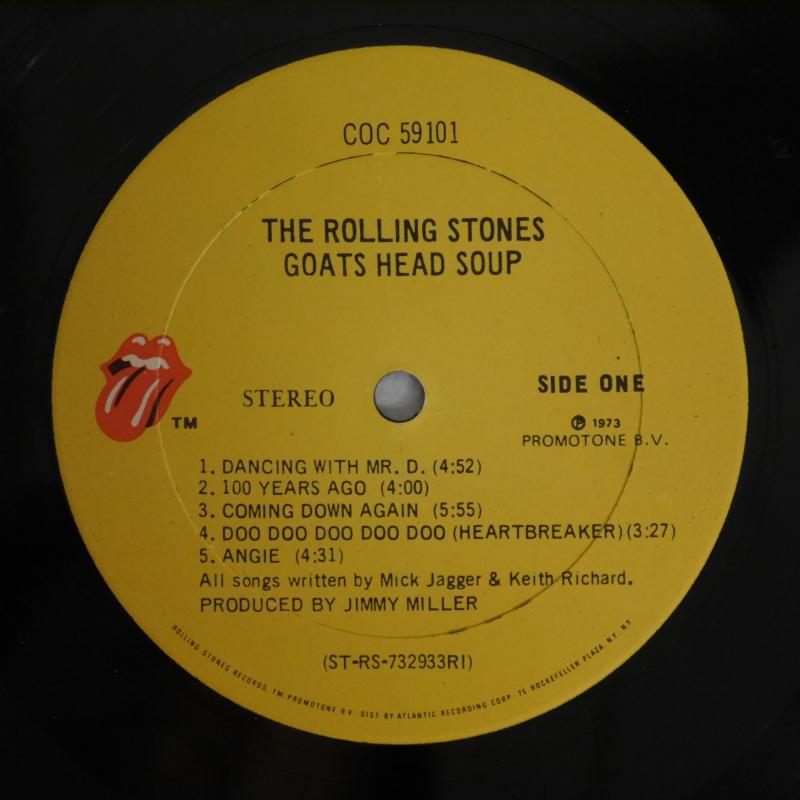 COC 59101
THE ROLLING STONES
GOATS HEAD SOUP
TM
STEREO
SIDE ONE
Ⓟ 1973
PROMOTONE B.V.
1. DANCING WITH MR. D. (4:52)
2. 100 YEARS AGO (4:00)
3. COMING DOWN AGAIN (5:55)
4. DOO DOO DOO DOO DOO (HEARTBREAKER) (3:27)
5. ANGIE (4:31)
All songs written by Mick Jagger & Keith Richard.
PRODUCED BY JIMMY MILLER
(ST-RS-732933RI)
ROLLING STONES RECORDS, TM, PROMOTONE B.V. DIST. BY ATLANTIC RECORDING CORP. 75 ROCKEFELLER PLAZA, N.Y., N.Y.